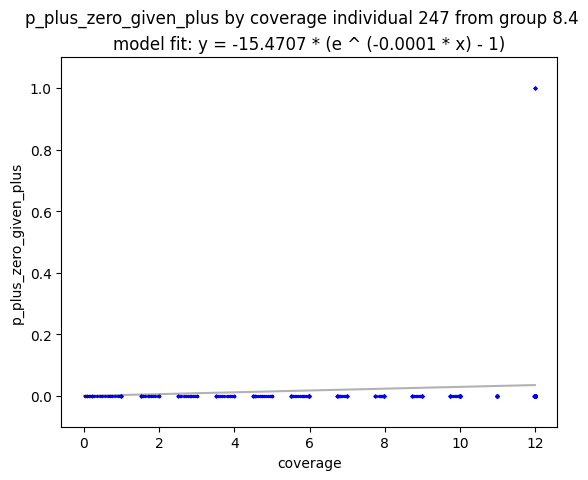 p_plus_zero_given_plus by coverage individual 247 from group 8.4
model fit: y = -15.4707 * (e ^ (-0.0001 * x) - 1)
1.0
0.8
0.6
0.4
0.2
0.0
p_plus_zero_given_plus
0 2 4 6 8 10 12
coverage